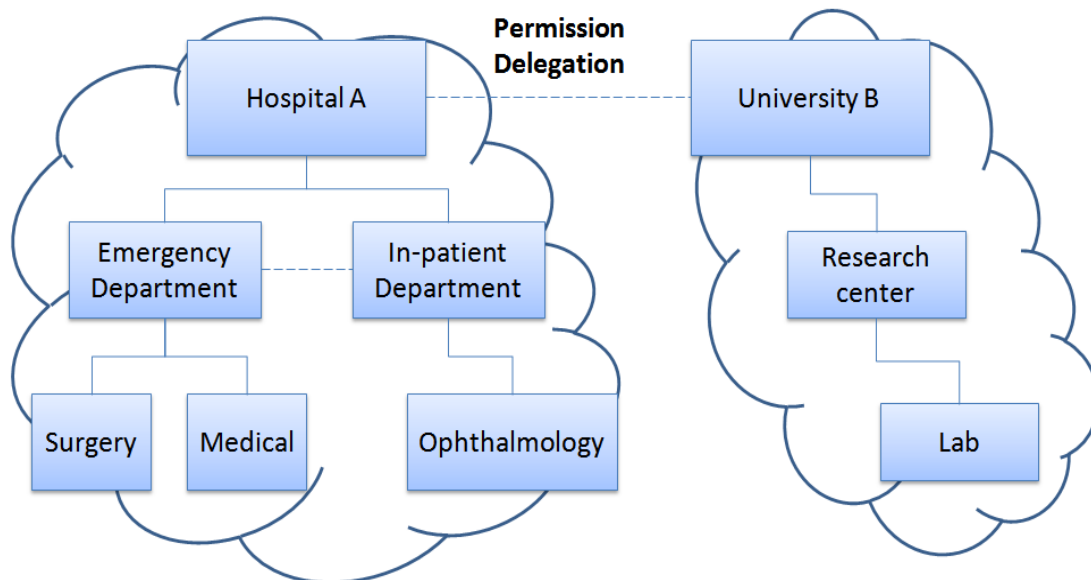 Permission
Delegation
Hospital A
University B
Emergency
Department
In-patient
Department
Research
center
Surgery
Medical
Ophthalmology
Lab